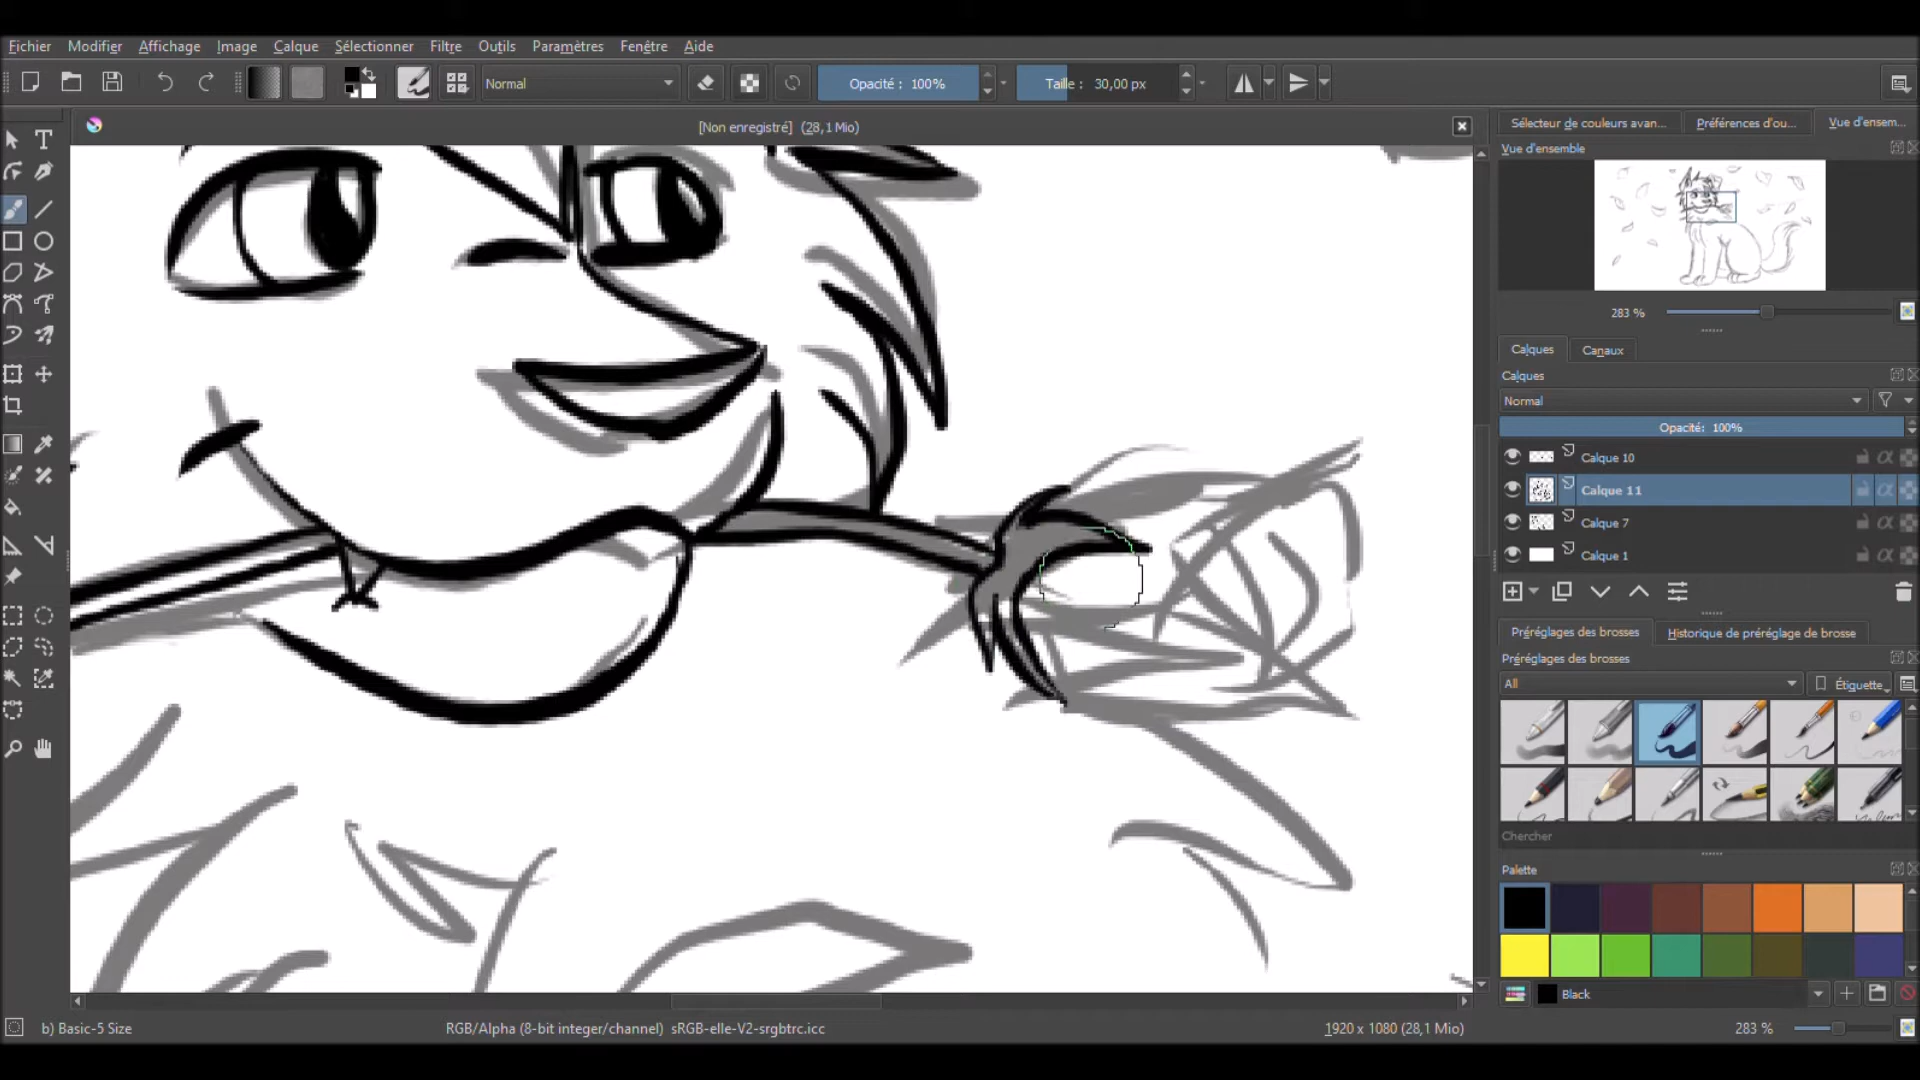 Fichier Modifier Affichage Image Calque Sélectionner Filtre Outils Paramètres Fenêtre Aide
Normal Opacité : 100% Taille : 30,00 px
[Non enregistré] (28,1 Mio)
Sélecteur de couleurs avan... Préférences d'ou... Vue d'ensem...
Vue d'ensemble
283 %
Calques Canaux
Calques
Normal
Opacité: 100%
Calque 10
Calque 11
Calque 7
Calque 1
Préréglages des brosses Historique de préréglage de brosse
Préréglages des brosses
All Étiquette
Chercher
Palette
Black
b) Basic-5 Size RGB/Alpha (8-bit integer/channel) sRGB-elle-V2-srgbtrc.icc 1920 x 1080 (28,1 Mio) 283 %